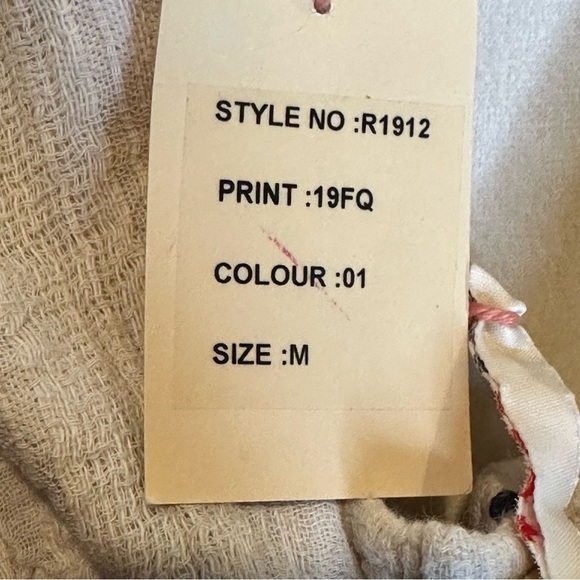 STYLE NO :R1912
PRINT :19FQ
COLOUR :01
SIZE :M